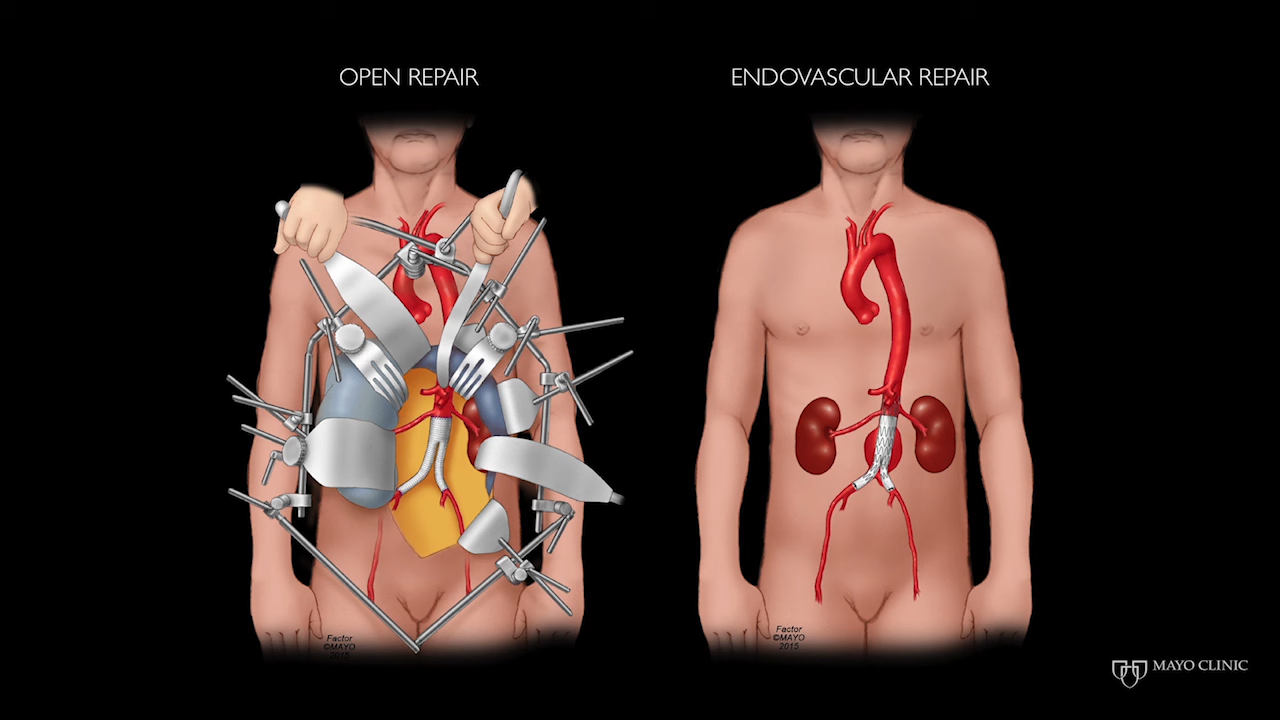 OPEN REPAIR
ENDOVASCULAR REPAIR
Factor
©MAYO
2015
Factor
©MAYO
2015
MAYO CLINIC